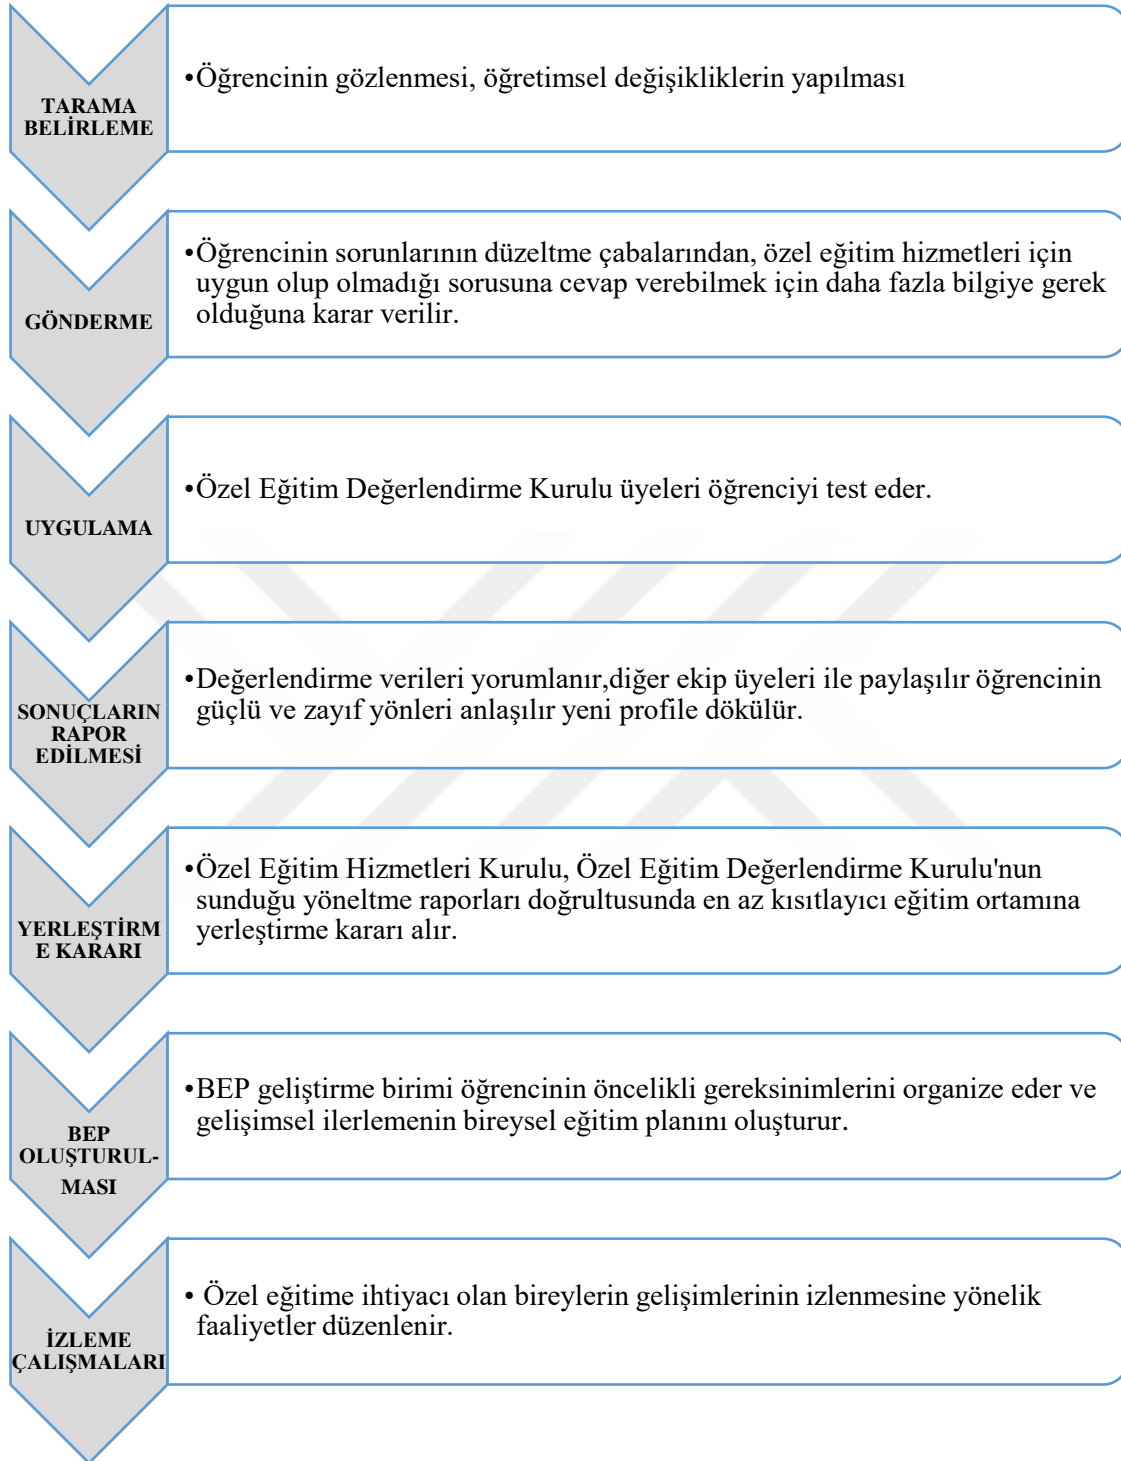 TARAMA
BELİRLEME
•Öğrencinin gözlenmesi, öğretimsel değişikliklerin yapılması
GÖNDERME
•Öğrencinin sorunlarının düzeltme çabalarından, özel eğitim hizmetleri için
uygun olup olmadığı sorusuna cevap verebilmek için daha fazla bilgiye gerek
olduğuna karar verilir.
UYGULAMA
•Özel Eğitim Değerlendirme Kurulu üyeleri öğrenciyi test eder.
SONUÇLARIN
RAPOR
EDİLMESİ
•Değerlendirme verileri yorumlanır,diğer ekip üyeleri ile paylaşılır öğrencinin
güçlü ve zayıf yönleri anlaşılır yeni profile dökülür.
YERLEŞTİRM
E KARARI
•Özel Eğitim Hizmetleri Kurulu, Özel Eğitim Değerlendirme Kurulu'nun
sunduğu yöneltme raporları doğrultusunda en az kısıtlayıcı eğitim ortamına
yerleştirme kararı alır.
BEP
OLUŞTURUL-
MASI
•BEP geliştirme birimi öğrencinin öncelikli gereksinimlerini organize eder ve
gelişimsel ilerlemenin bireysel eğitim planını oluşturur.
İZLEME
ÇALIŞMALARI
• Özel eğitime ihtiyacı olan bireylerin gelişimlerinin izlenmesine yönelik
faaliyetler düzenlenir.